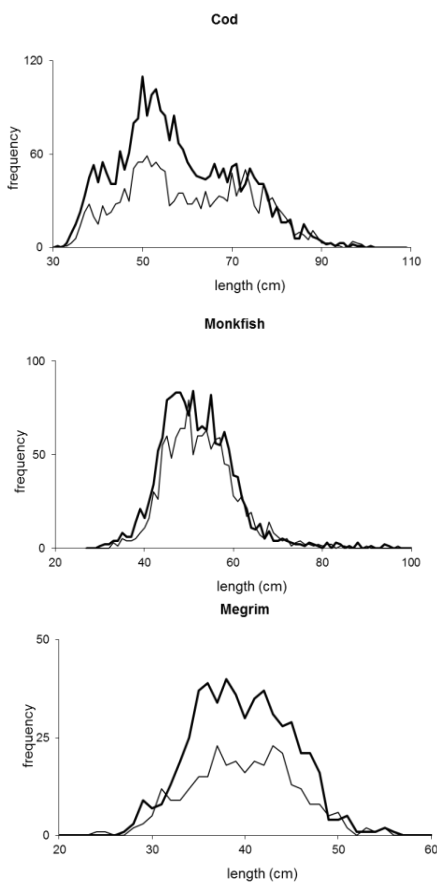 Cod
120
60
0
frequency
30 50 70 90 110
length (cm)
Monkfish
100
50
0
frequency
20 40 60 80 100
length (cm)
Megrim
50
25
0
frequency
20 30 40 50 60
length (cm)